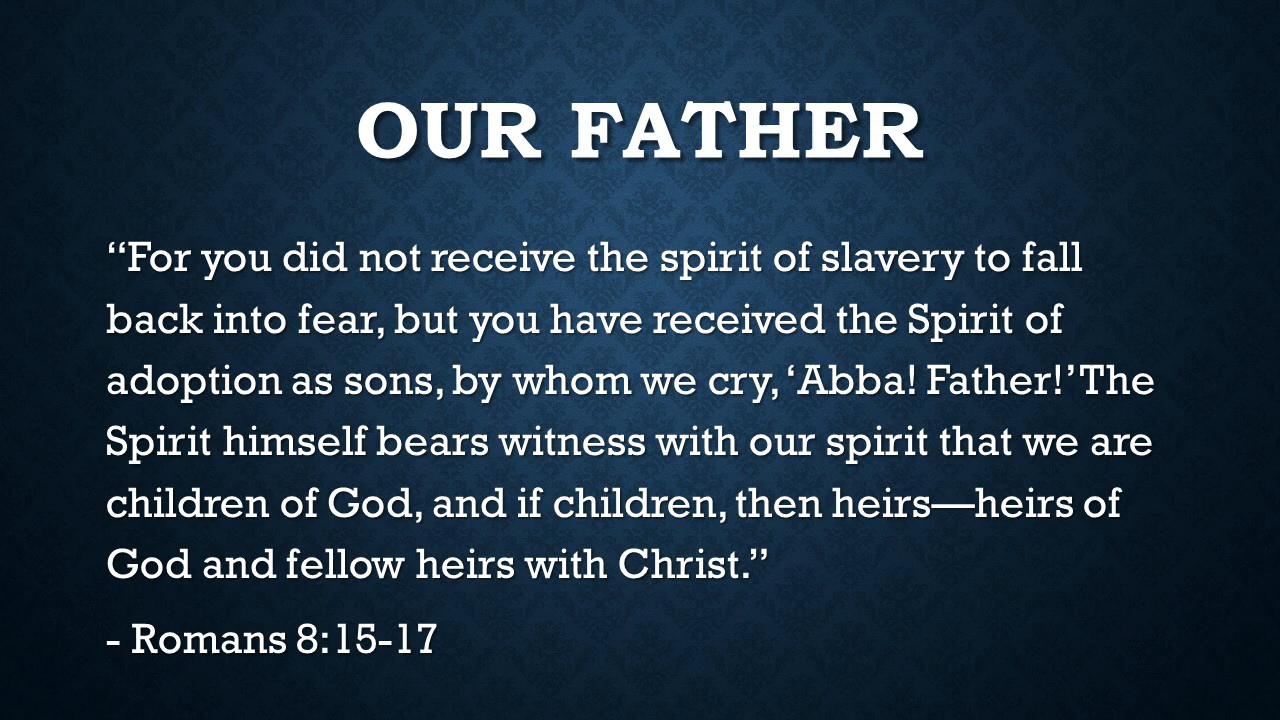 OUR FATHER
“For you did not receive the spirit of slavery to fall
back into fear, but you have received the Spirit of
adoption as sons, by whom we cry, ‘Abba! Father!’ The
Spirit himself bears witness with our spirit that we are
children of God, and if children, then heirs—heirs of
God and fellow heirs with Christ.”
- Romans 8:15-17